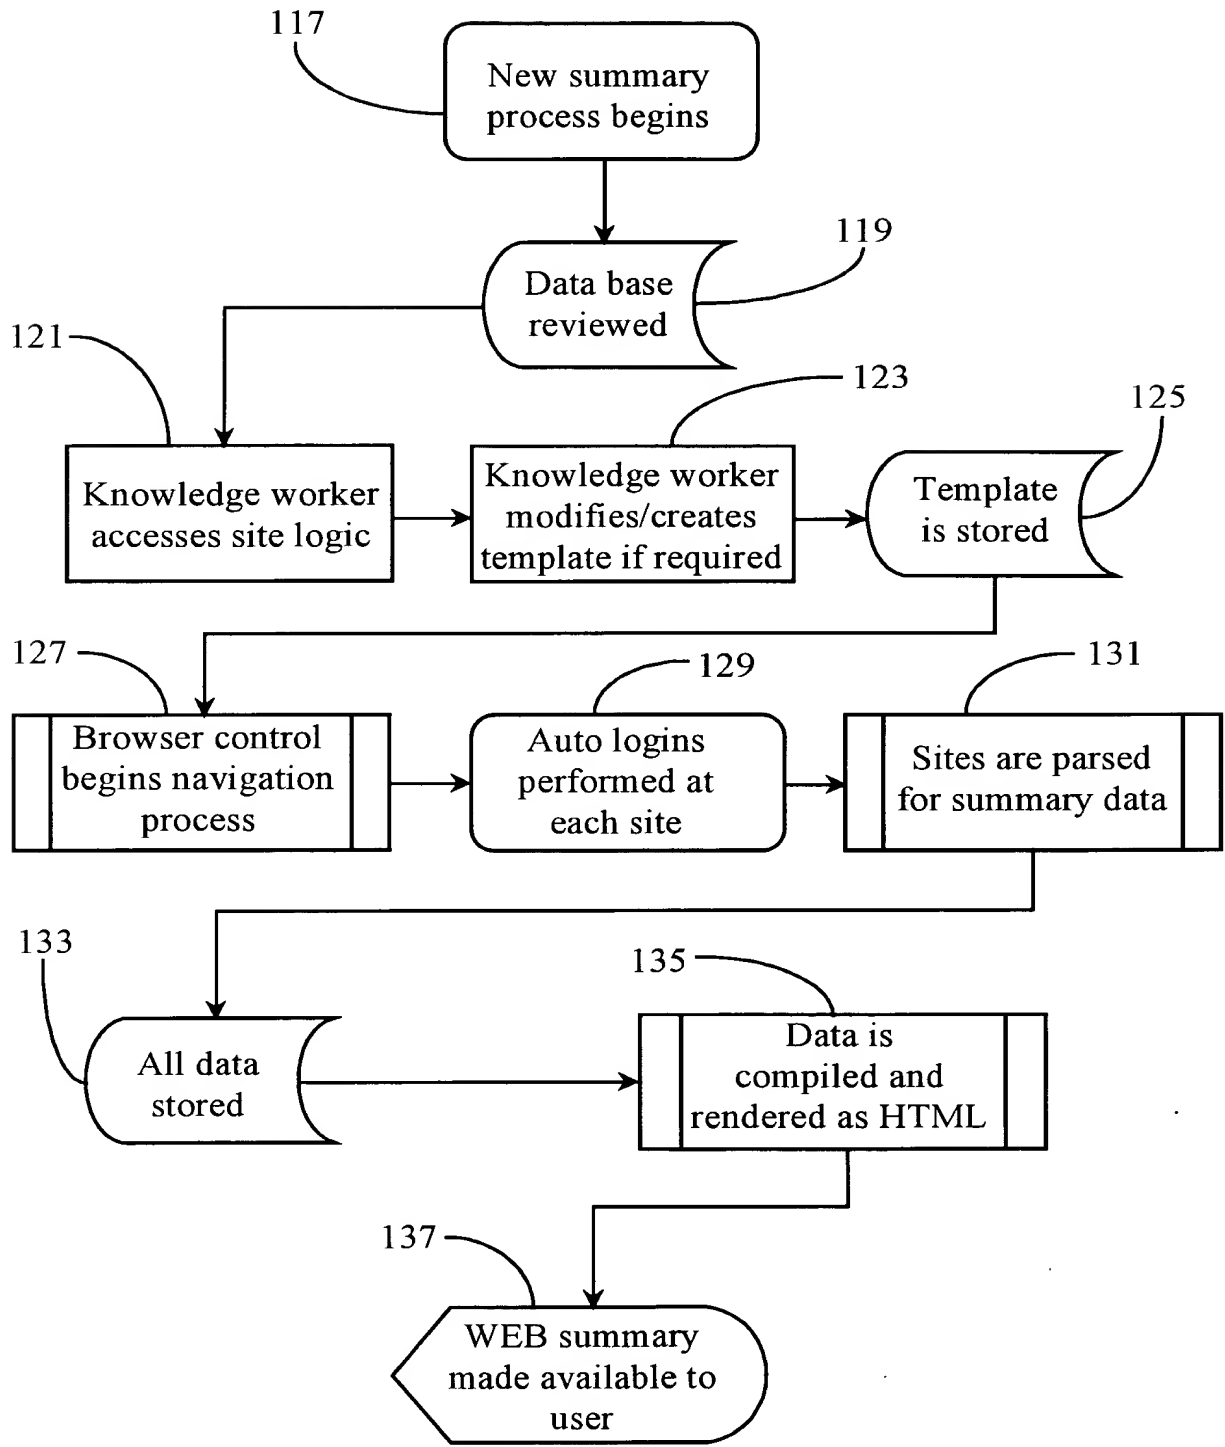 117
New summary
process begins
119
Data base
reviewed
121
123
125
Knowledge worker
accesses site logic
Knowledge worker
modifies/creates
template if required
Template
is stored
127
129
131
Browser control
begins navigation
process
Auto logins
performed at
each site
Sites are parsed
for summary data
133
135
All data
stored
Data is
compiled and
rendered as HTML
137
WEB summary
made available to
user